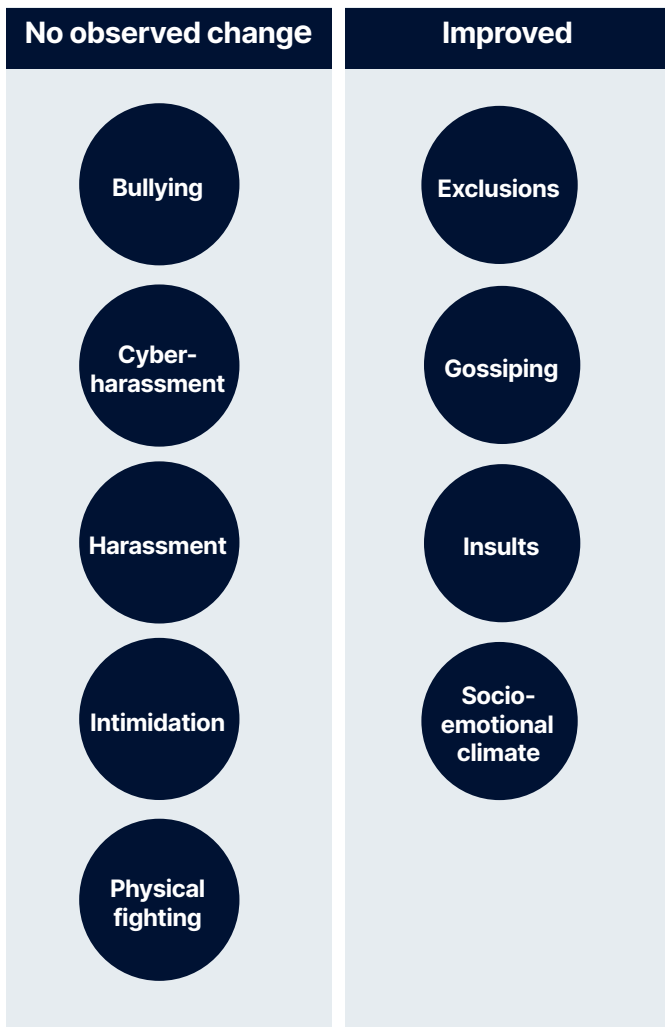 No observed change
Bullying
Cyber-
harassment
Harassment
Intimidation
Physical
fighting
Improved
Exclusions
Gossiping
Insults
Socio-
emotional
climate